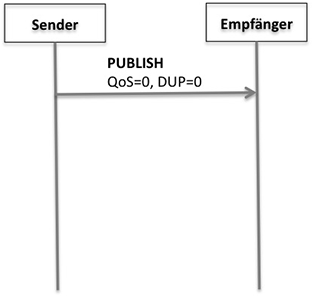 Sender
Empfänger
PUBLISH
QoS=0, DUP=0